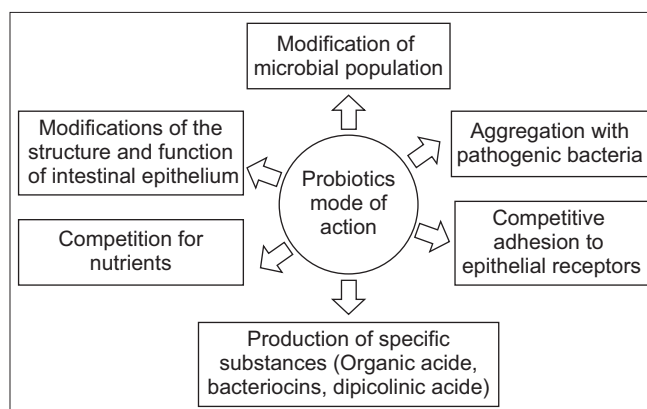 Modification of
microbial population
Modifications of the
structure and function
of intestinal epithelium
Aggregation with
pathogenic bacteria
Probiotics
mode of
action
Competition for
nutrients
Competitive
adhesion to
epithelial receptors
Production of specific
substances (Organic acide,
bacteriocins, dipicolinic acide)